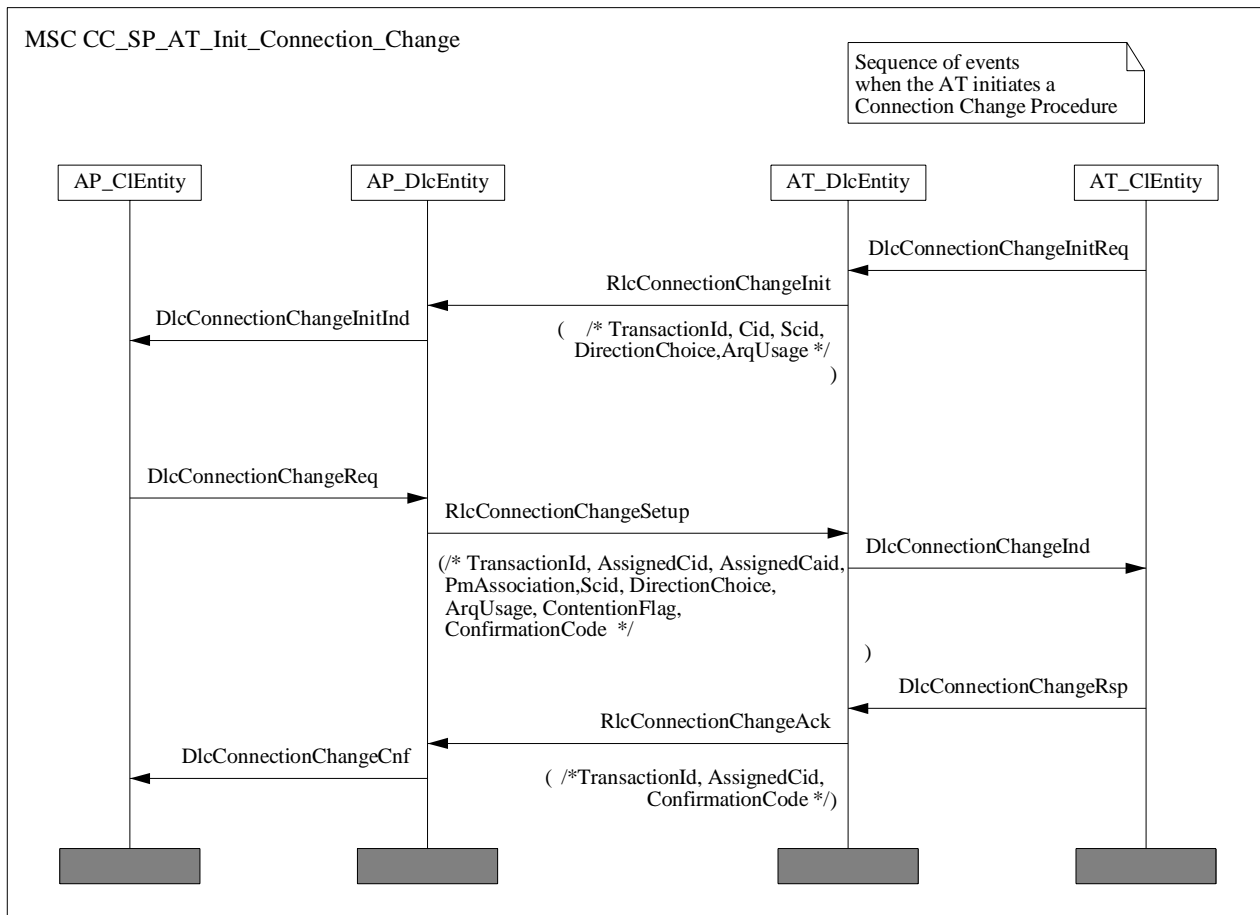 MSC CC_SP_AT_Init_Connection_Change
Sequence of events
when the AT initiates a
Connection Change Procedure
AP_ClEntity
AP_DlcEntity
AT_DlcEntity
AT_ClEntity
DlcConnectionChangeInitReq
RlcConnectionChangeInit
DlcConnectionChangeInitInd
( /* TransactionId, Cid, Scid,
DirectionChoice,ArqUsage */
)
DlcConnectionChangeReq
RlcConnectionChangeSetup
DlcConnectionChangeInd
(/* TransactionId, AssignedCid, AssignedCaid,
PmAssociation,Scid, DirectionChoice,
ArqUsage, ContentionFlag,
ConfirmationCode */
)
DlcConnectionChangeRsp
RlcConnectionChangeAck
DlcConnectionChangeCnf
( /*TransactionId, AssignedCid,
ConfirmationCode */)